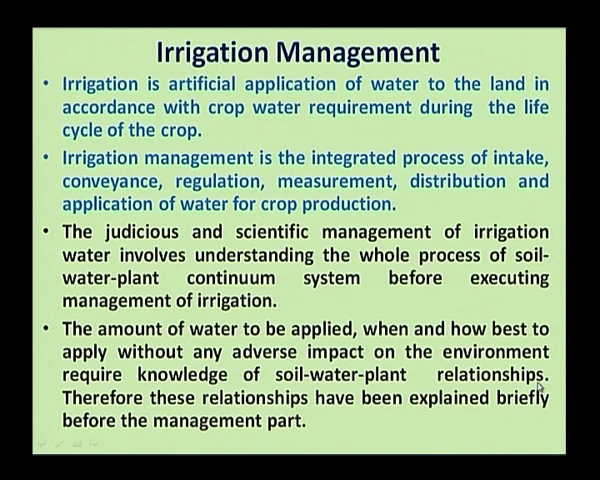 Irrigation Management
• Irrigation is artificial application of water to the land in
accordance with crop water requirement during the life
cycle of the crop.
• Irrigation management is the integrated process of intake,
conveyance, regulation, measurement, distribution and
application of water for crop production.
• The judicious and scientific management of irrigation
water involves understanding the whole process of soil-
water-plant continuum system before executing
management of irrigation.
• The amount of water to be applied, when and how best to
apply without any adverse impact on the environment
require knowledge of soil-water-plant relationships.
Therefore these relationships have been explained briefly
before the management part.